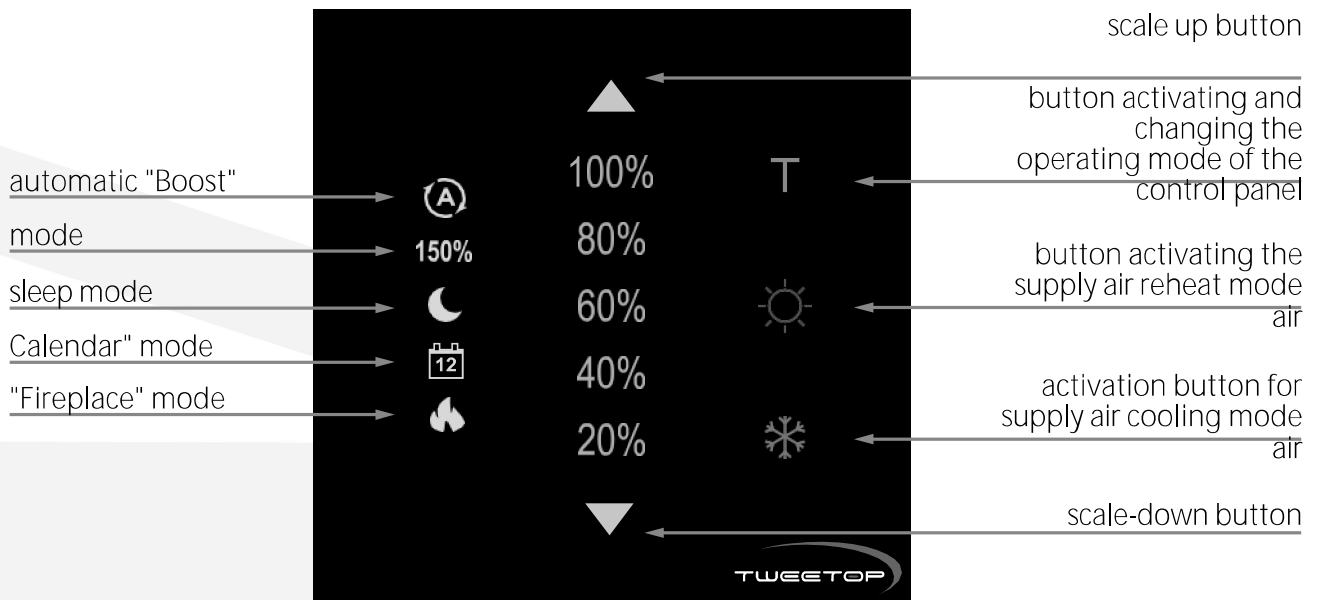 automatic "Boost"
mode
sleep mode
Calendar" mode
"Fireplace" mode
A
150%
12
100%
80%
60%
40%
20%
T
TWEETOP
scale up button
button activating and
changing the
operating mode of the
control panel
button activating the
supply air reheat mode
air
activation button for
supply air cooling mode
air
scale-down button